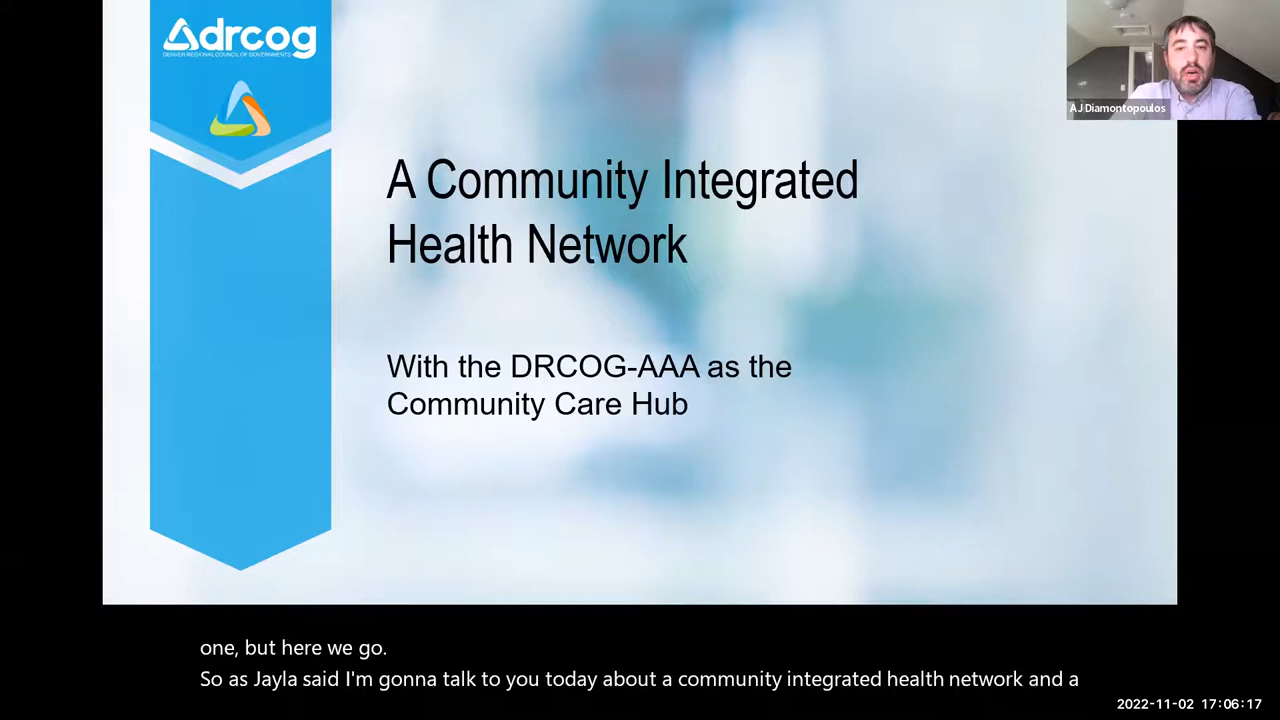 drcog
DENVER REGIONAL COUNCIL OF GOVERNMENTS
AJ Diamontopoulos
A Community Integrated
Health Network
With the DRCOG-AAA as the
Community Care Hub
one, but here we go.
So as Jayla said I'm gonna talk to you today about a community integrated health network and a
2022-11-02 17:06:17